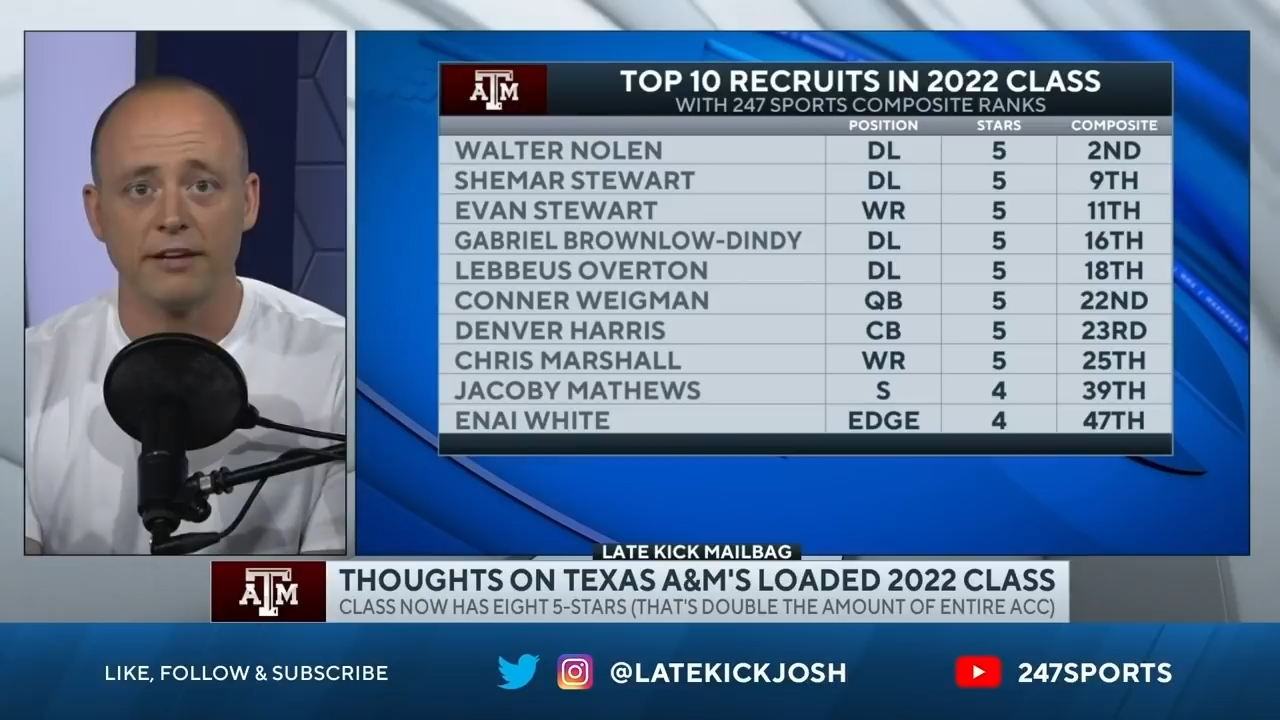 ATM
TOP 10 RECRUITS IN 2022 CLASS
WITH 247 SPORTS COMPOSITE RANKS
POSITION STARS COMPOSITE
WALTER NOLEN DL 5 2ND
SHEMAR STEWART DL 5 9TH
EVAN STEWART WR 5 11TH
GABRIEL BROWNLOW-DINDY DL 5 16TH
LEBBEUS OVERTON DL 5 18TH
CONNER WEIGMAN QB 5 22ND
DENVER HARRIS CB 5 23RD
CHRIS MARSHALL WR 5 25TH
JACOBY MATHEWS S 4 39TH
ENAI WHITE EDGE 4 47TH
LATE KICK MAILBAG
ATM
THOUGHTS ON TEXAS A&M'S LOADED 2022 CLASS
CLASS NOW HAS EIGHT 5-STARS (THAT'S DOUBLE THE AMOUNT OF ENTIRE ACC)
LIKE, FOLLOW & SUBSCRIBE
@LATEKICKJOSH
247SPORTS